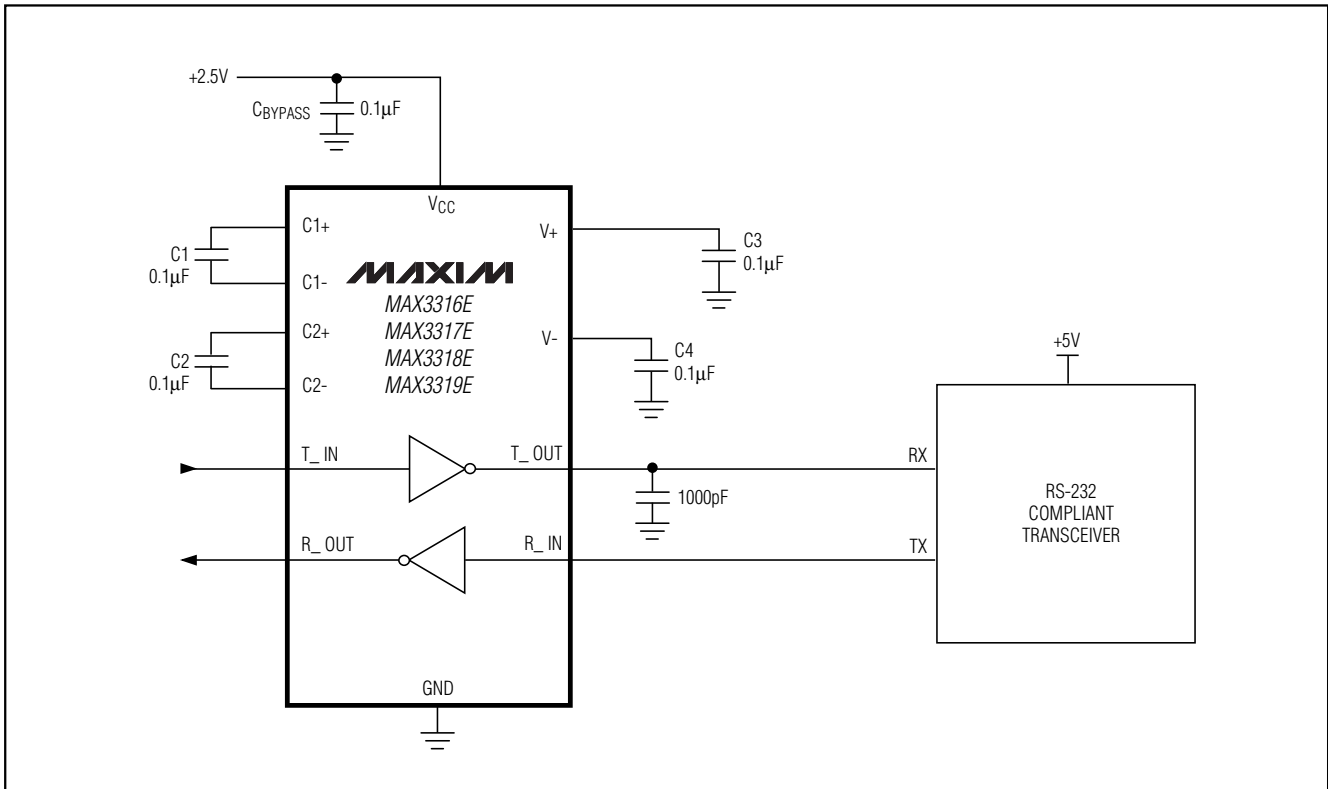 +2.5V
CBYPASS
0.1µF
VCC
C1+
V+
C1
0.1µF
C3
0.1µF
C1-
MAXIM
MAX3316E
MAX3317E
MAX3318E
MAX3319E
C2+
V-
C2
0.1µF
C4
0.1µF
C2-
+5V
T_ IN
T_ OUT
RX
1000pF
RS-232
COMPLIANT
TRANSCEIVER
R_ OUT
R_ IN
TX
GND